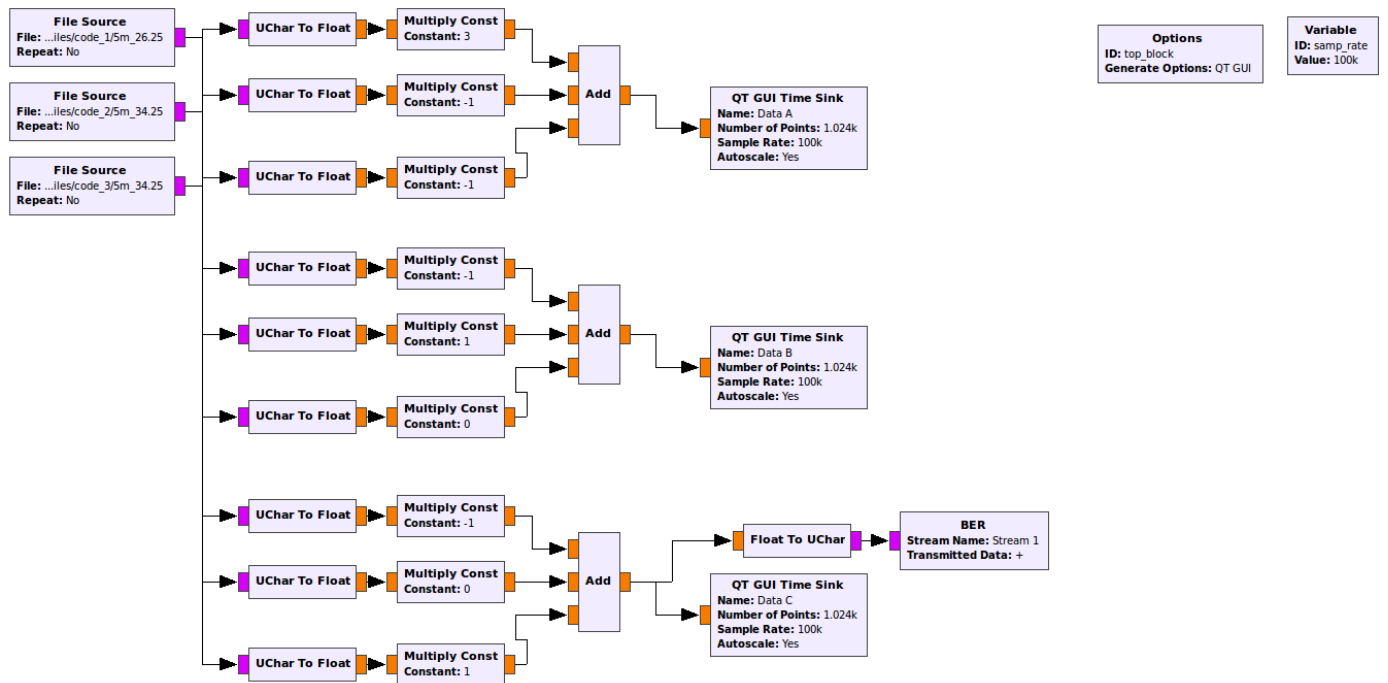 File Source
File: ...iles/code_1/5m_26.25
Repeat: No
File Source
File: ...iles/code_2/5m_34.25
Repeat: No
File Source
File: ...iles/code_3/5m_34.25
Repeat: No
UChar To Float
Multiply Const
Constant: 3
UChar To Float
Multiply Const
Constant: -1
UChar To Float
Multiply Const
Constant: -1
Add
QT GUI Time Sink
Name: Data A
Number of Points: 1.024k
Sample Rate: 100k
Autoscale: Yes
Options
ID: top_block
Generate Options: QT GUI
Variable
ID: samp_rate
Value: 100k
UChar To Float
Multiply Const
Constant: -1
UChar To Float
Multiply Const
Constant: 1
UChar To Float
Multiply Const
Constant: 0
Add
QT GUI Time Sink
Name: Data B
Number of Points: 1.024k
Sample Rate: 100k
Autoscale: Yes
UChar To Float
Multiply Const
Constant: -1
UChar To Float
Multiply Const
Constant: 0
UChar To Float
Multiply Const
Constant: 1
Add
Float To UChar
BER
Stream Name: Stream 1
Transmitted Data: +
QT GUI Time Sink
Name: Data C
Number of Points: 1.024k
Sample Rate: 100k
Autoscale: Yes